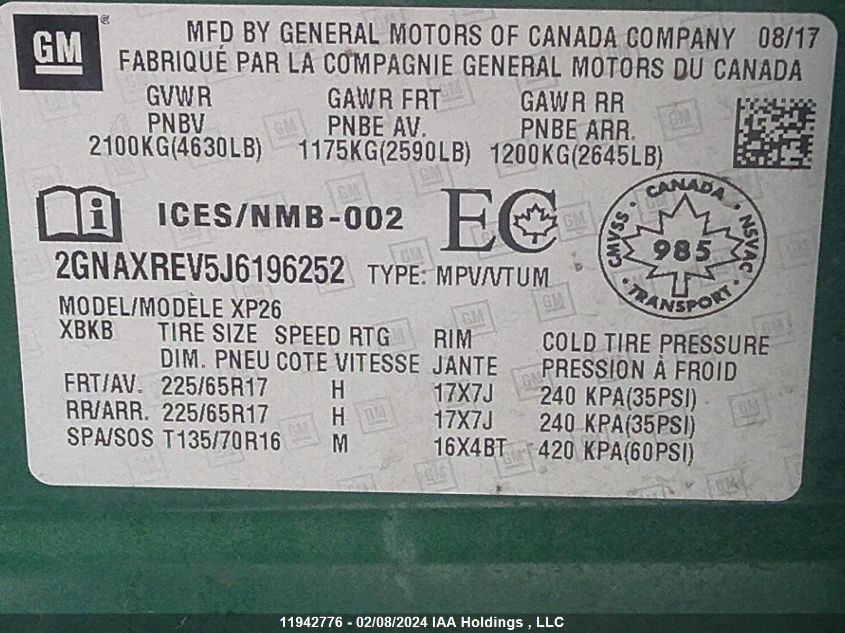 GM ®
MFD BY GENERAL MOTORS OF CANADA COMPANY 08/17
FABRIQUÉ PAR LA COMPAGNIE GENERAL MOTORS DU CANADA
GVWR GAWR FRT GAWR RR
PNBV PNBE AV. PNBE ARR.
2100KG(4630LB) 1175KG(2590LB) 1200KG(2645LB)
i ICES/NMB-002 EC
CANADA · NSVAC · TRANSPORT · CMVSS ·
985
2GNAXREV5J6196252 TYPE: MPV/VTUM
MODEL/MODÈLE XP26
XBKB TIRE SIZE SPEED RTG RIM COLD TIRE PRESSURE
DIM. PNEU COTE VITESSE JANTE PRESSION À FROID
FRT/AV. 225/65R17 H 17X7J 240 KPA(35PSI)
RR/ARR. 225/65R17 H 17X7J 240 KPA(35PSI)
SPA/SOS T135/70R16 M 16X4BT 420 KPA(60PSI)
11942776 - 02/08/2024 IAA Holdings , LLC